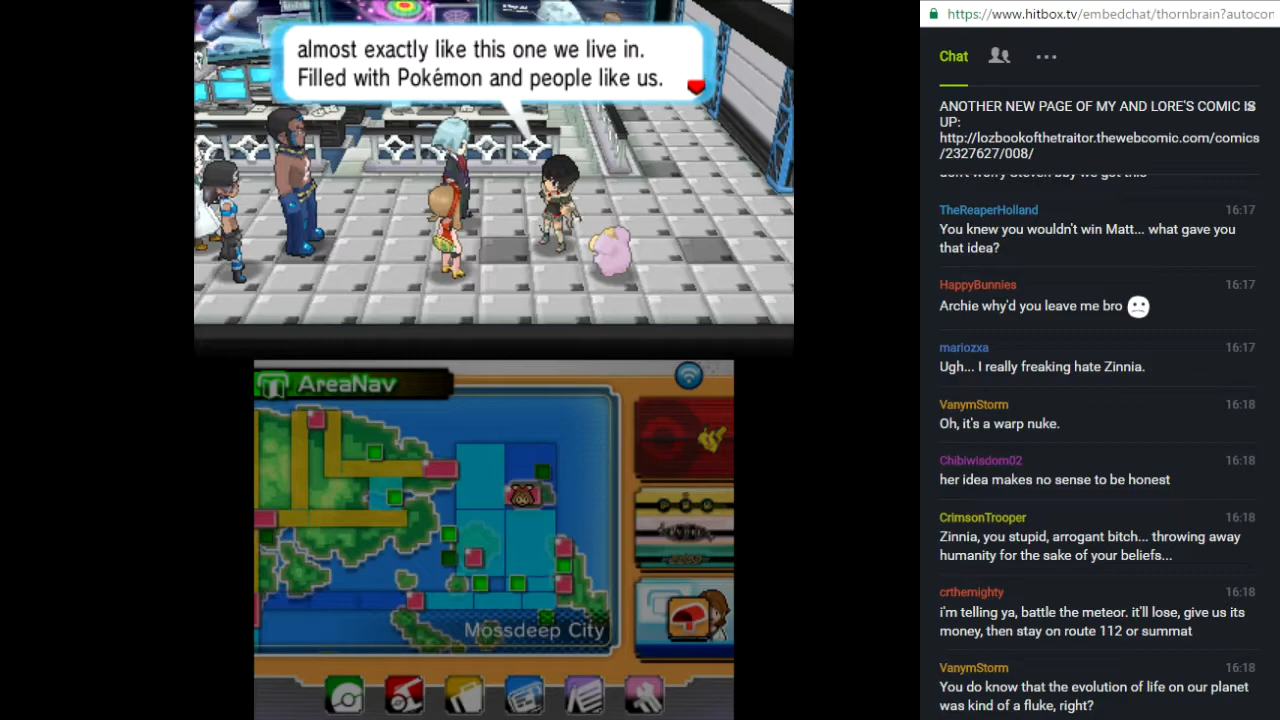 almost exactly like this one we live in.
Filled with Pokémon and people like us.
AreaNav
Mossdeep City
https://www.hitbox.tv/embedchat/thornbrain?autocon
Chat
ANOTHER NEW PAGE OF MY AND LORE'S COMIC IS
UP:
http://lozbookofthetraitor.thewebcomic.com/comics
/2327627/008/
don't worry Steven bby we got this
TheReaperHolland 16:17
You knew you wouldn't win Matt... what gave you
that idea?
HappyBunnies 16:17
Archie why'd you leave me bro
mariozxa 16:17
Ugh... I really freaking hate Zinnia.
VanymStorm 16:18
Oh, it's a warp nuke.
Chibiwisdom02 16:18
her idea makes no sense to be honest
CrimsonTrooper 16:18
Zinnia, you stupid, arrogant bitch... throwing away
humanity for the sake of your beliefs...
crthemighty 16:18
i'm telling ya, battle the meteor. it'll lose, give us its
money, then stay on route 112 or summat
VanymStorm 16:18
You do know that the evolution of life on our planet
was kind of a fluke, right?